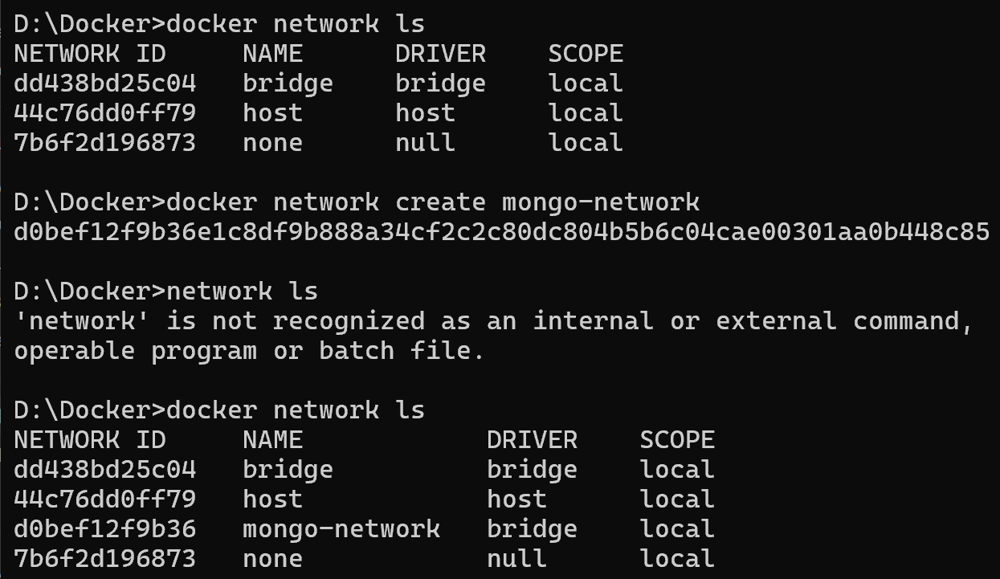 D:\Docker>docker network ls
NETWORK ID     NAME      DRIVER    SCOPE
dd438bd25c04   bridge    bridge    local
44c76dd0ff79   host      host      local
7b6f2d196873   none      null      local
D:\Docker>docker network create mongo-network
d0bef12f9b36e1c8df9b888a34cf2c2c80dc804b5b6c04cae00301aa0b448c85
D:\Docker>network ls
'network' is not recognized as an internal or external command,
operable program or batch file.
D:\Docker>docker network ls
NETWORK ID     NAME            DRIVER    SCOPE
dd438bd25c04   bridge          bridge    local
44c76dd0ff79   host            host      local
d0bef12f9b36   mongo-network   bridge    local
7b6f2d196873   none            null      local